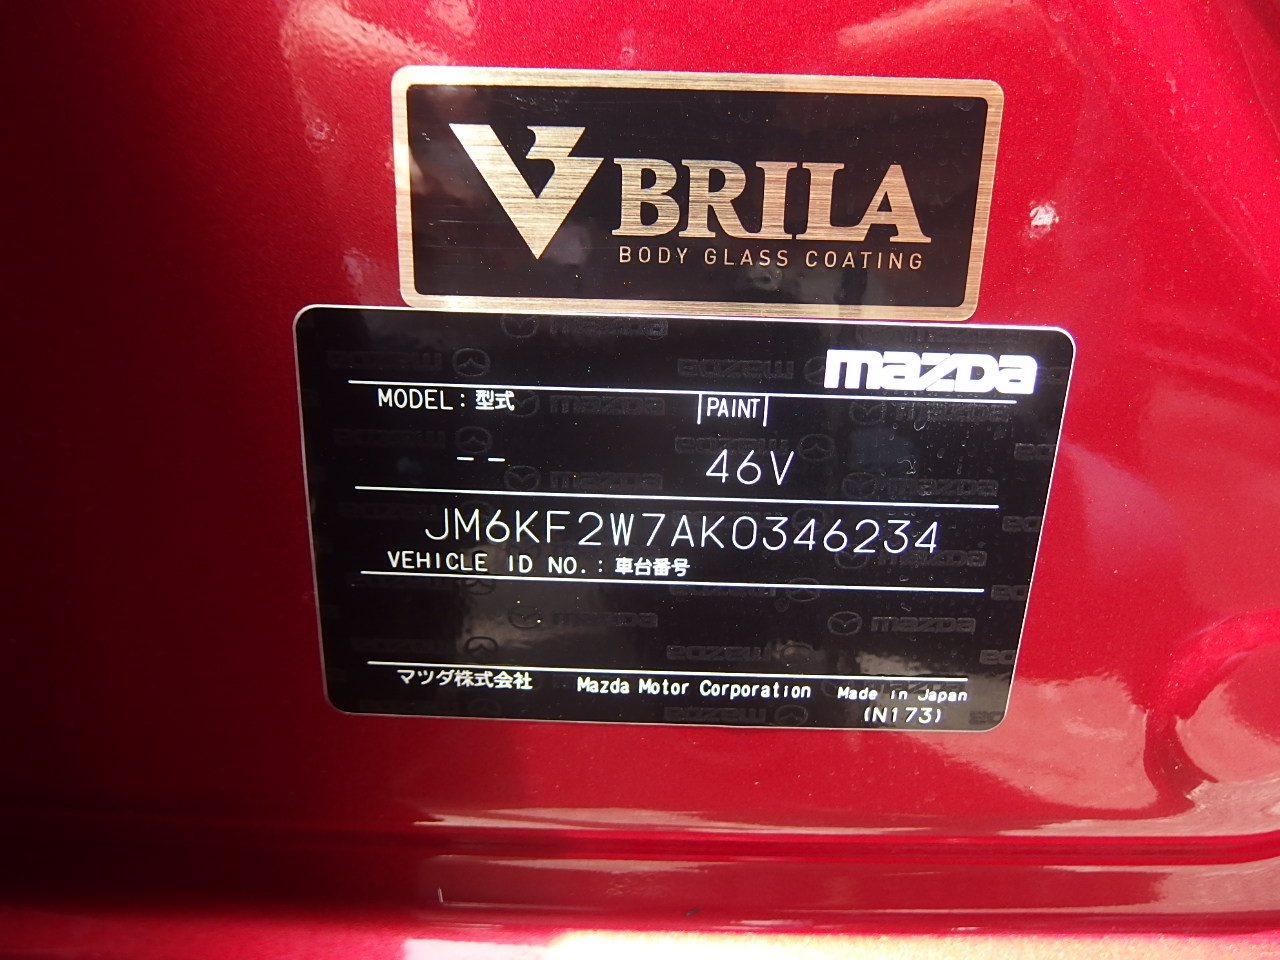 BRILA
BODY GLASS COATING
mazda
MODEL : 型式
PAINT
-- 46V
JM6KF2W7AK0346234
VEHICLE ID NO. : 車台番号
マツダ株式会社 Mazda Motor Corporation Made in Japan
(N173)